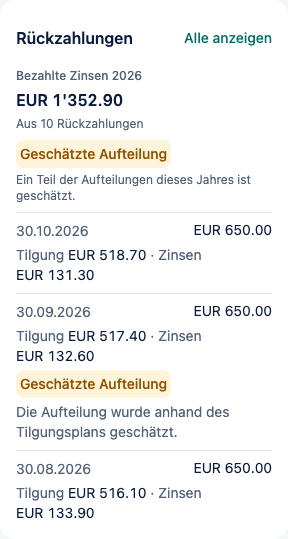 Rückzahlungen
Alle anzeigen
Bezahlte Zinsen 2026
EUR 1'352.90
Aus 10 Rückzahlungen
Geschätzte Aufteilung
Ein Teil der Aufteilungen dieses Jahres ist
geschätzt.
30.10.2026
EUR 650.00
Tilgung EUR 518.70 · Zinsen
EUR 131.30
30.09.2026
EUR 650.00
Tilgung EUR 517.40 · Zinsen
EUR 132.60
Geschätzte Aufteilung
Die Aufteilung wurde anhand des
Tilgungsplans geschätzt.
30.08.2026
EUR 650.00
Tilgung EUR 516.10 · Zinsen
EUR 133.90